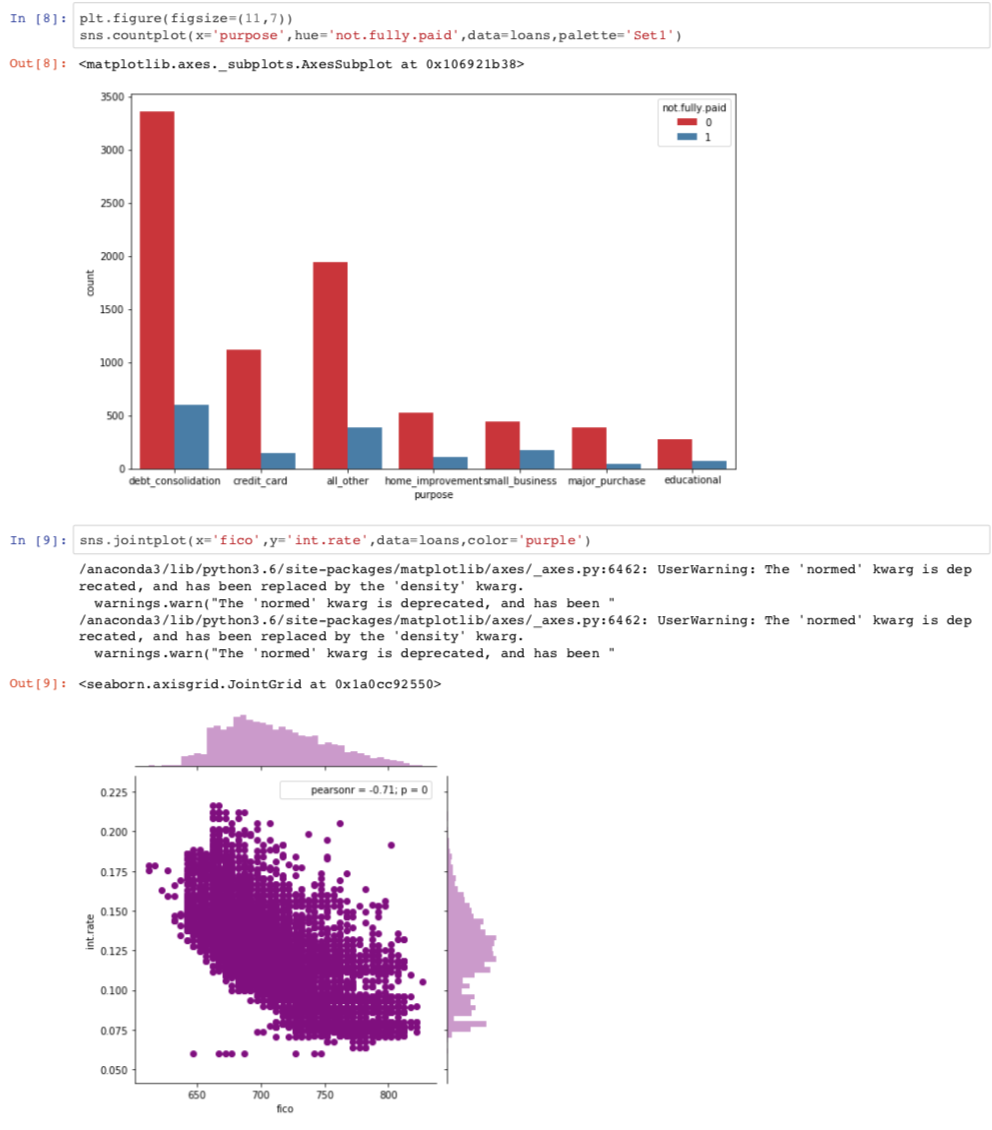 In [8]: plt.figure(figsize=(11,7))
sns.countplot(x='purpose',hue='not.fully.paid',data=loans,palette='Set1')
Out[8]: <matplotlib.axes._subplots.AxesSubplot at 0x106921b38>
3500
3000
2500
2000
1500
1000
500
0
count
not.fully.paid
0
1
debt_consolidation credit_card all_other home_improvement small_business major_purchase educational
purpose
In [9]: sns.jointplot(x='fico',y='int.rate',data=loans,color='purple')
/anaconda3/lib/python3.6/site-packages/matplotlib/axes/_axes.py:6462: UserWarning: The 'normed' kwarg is dep
recated, and has been replaced by the 'density' kwarg.
warnings.warn("The 'normed' kwarg is deprecated, and has been "
/anaconda3/lib/python3.6/site-packages/matplotlib/axes/_axes.py:6462: UserWarning: The 'normed' kwarg is dep
recated, and has been replaced by the 'density' kwarg.
warnings.warn("The 'normed' kwarg is deprecated, and has been "
Out[9]: <seaborn.axisgrid.JointGrid at 0x1a0cc92550>
pearsonr = -0.71; p = 0
0.225
0.200
0.175
0.150
0.125
0.100
0.075
0.050
int.rate
650 700 750 800
fico